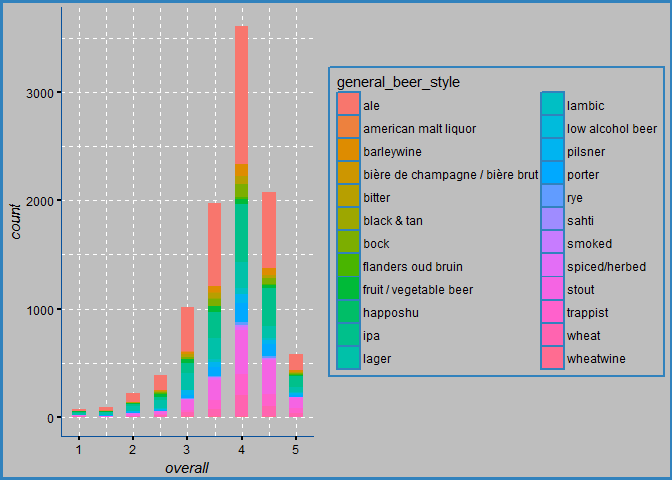 3000
2000
1000
0
count
1
2
3
4
5
overall
general_beer_style
ale
american malt liquor
barleywine
bière de champagne / bière brut
bitter
black & tan
bock
flanders oud bruin
fruit / vegetable beer
happoshu
ipa
lager
lambic
low alcohol beer
pilsner
porter
rye
sahti
smoked
spiced/herbed
stout
trappist
wheat
wheatwine